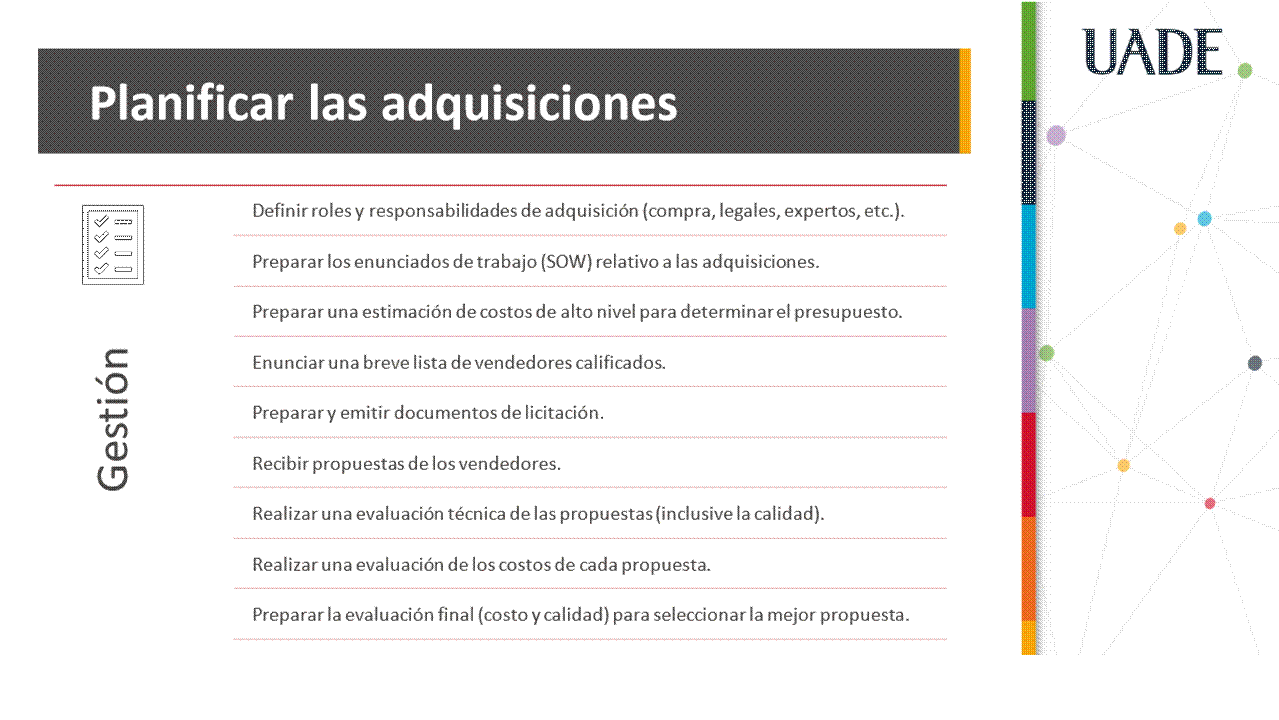 UADE
Planificar las adquisiciones
Gestión
Definir roles y responsabilidades de adquisición (compra, legales, expertos, etc.).
Preparar los enunciados de trabajo (SOW) relativo a las adquisiciones.
Preparar una estimación de costos de alto nivel para determinar el presupuesto.
Enunciar una breve lista de vendedores calificados.
Preparar y emitir documentos de licitación.
Recibir propuestas de los vendedores.
Realizar una evaluación técnica de las propuestas (inclusive la calidad).
Realizar una evaluación de los costos de cada propuesta.
Preparar la evaluación final (costo y calidad) para seleccionar la mejor propuesta.